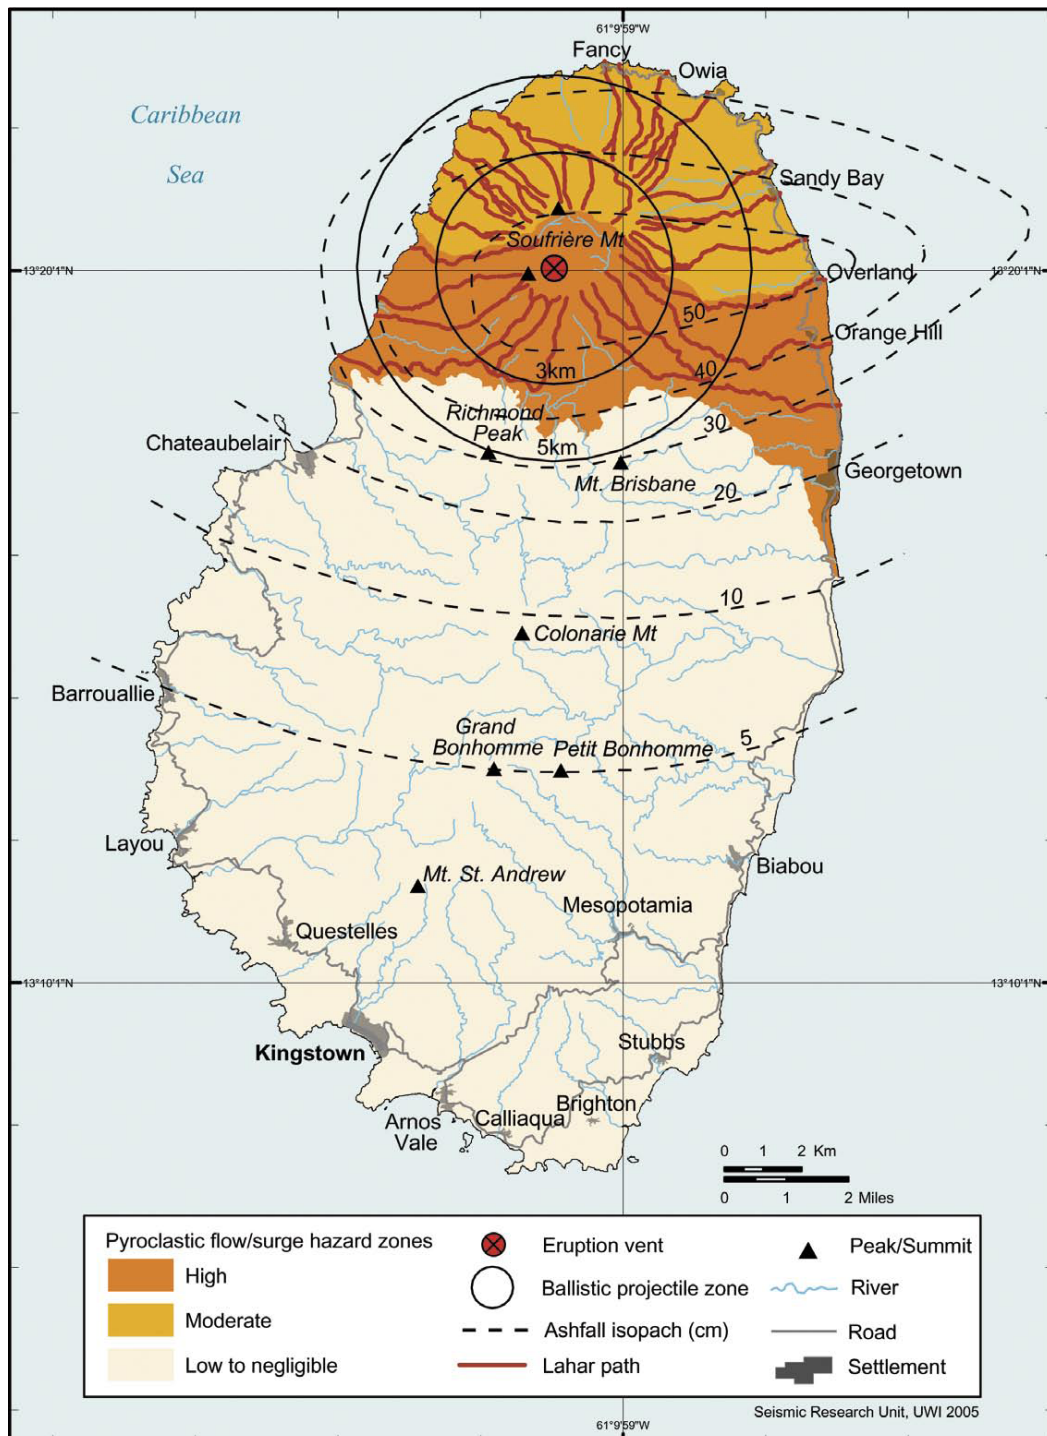 61°9'59"W
Fancy
Owia
Caribbean
Sea
Sandy Bay
Soufrière Mt
13°20'1"N
Overland
13°20'1"N
50
Orange Hill
3km
40
Richmond
Peak
30
5km
Chateaubelair
Mt. Brisbane
Georgetown
20
10
Colonarie Mt
Barrouallie
Grand
Bonhomme
Petit Bonhomme
5
Layou
Biabou
Mt. St. Andrew
Mesopotamia
Questelles
13°10'1"N
13°10'1"N
Kingstown
Stubbs
Brighton
Arnos
Vale
Calliaqua
0 1 2 Km
0 1 2 Miles
Pyroclastic flow/surge hazard zones
High
Moderate
Low to negligible
Eruption vent
Ballistic projectile zone
Ashfall isopach (cm)
Lahar path
Peak/Summit
River
Road
Settlement
Seismic Research Unit, UWI 2005
61°9'59"W